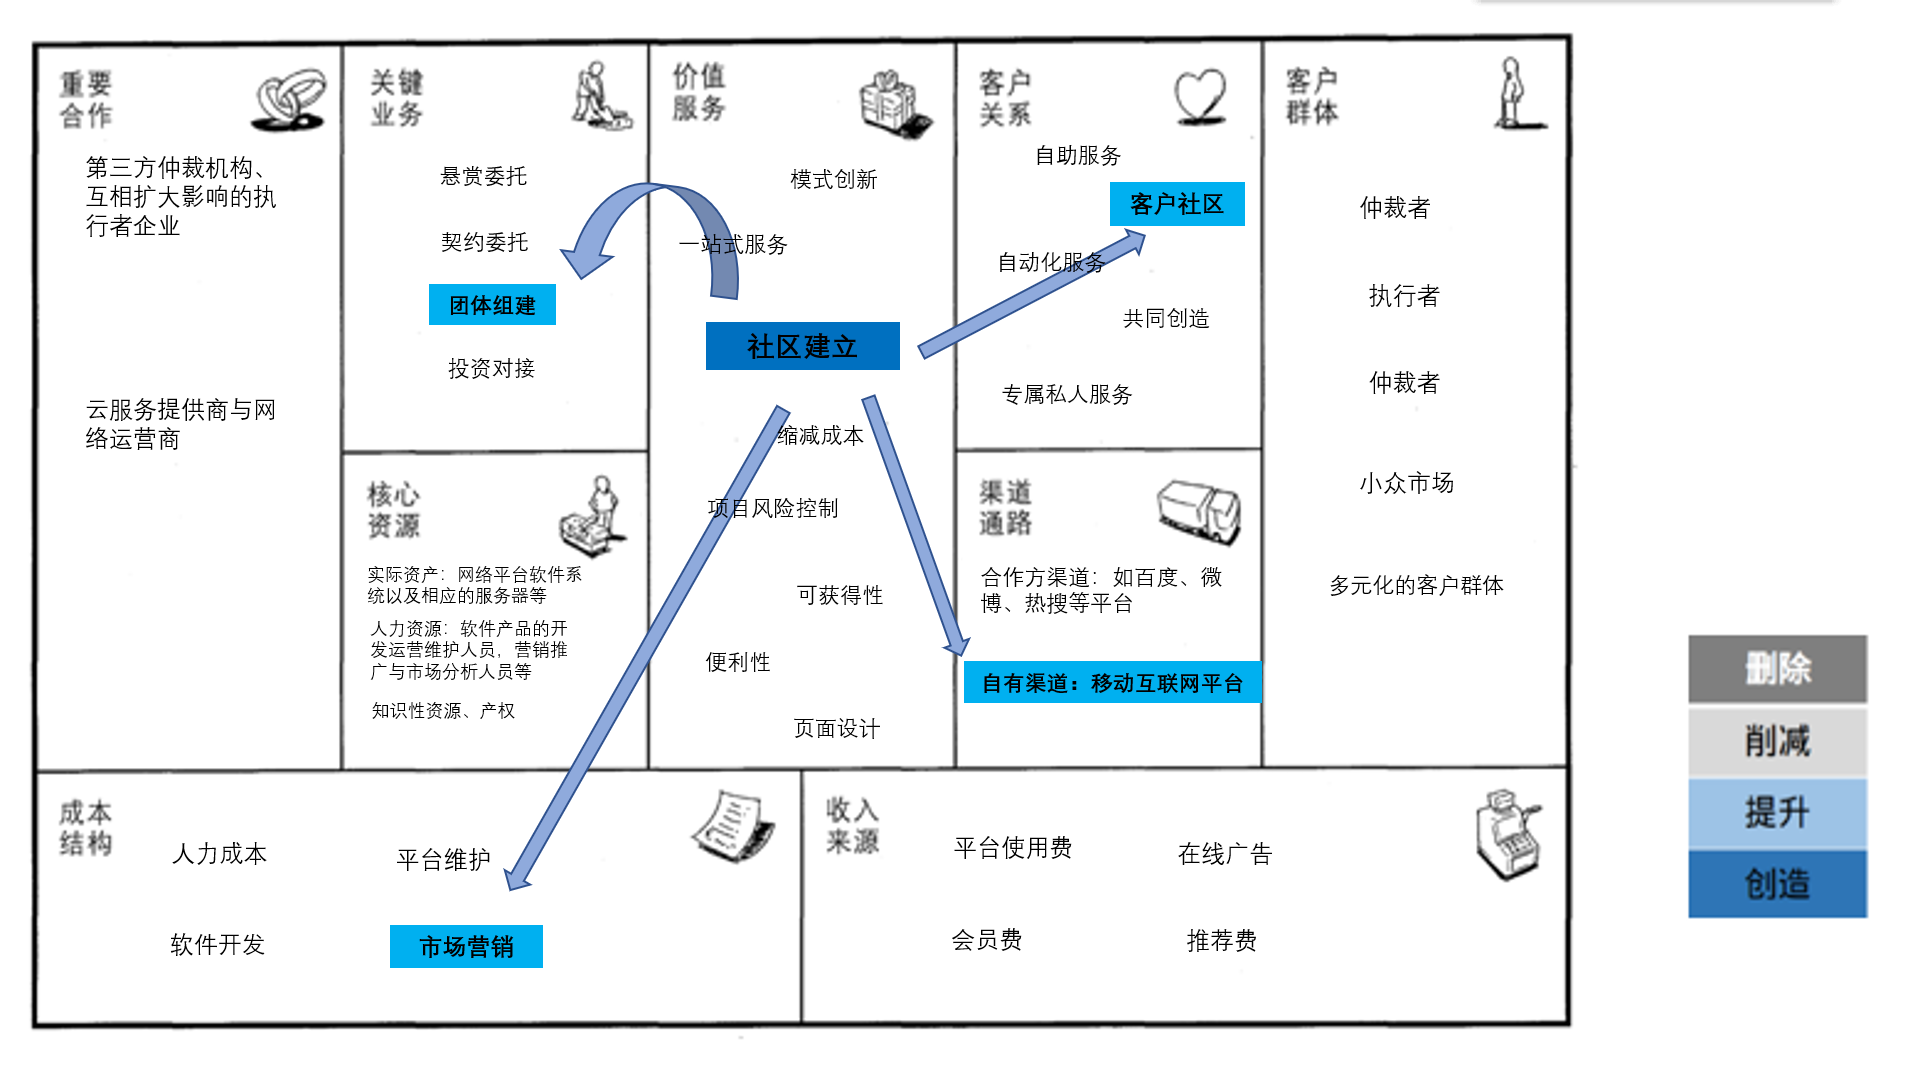 重要
合作
第三方仲裁机构、
互相扩大影响的执
行者企业
云服务提供商与网
络运营商
关键
业务
悬赏委托
契约委托
团体组建
投资对接
核心
资源
实际资产：网络平台软件系
统以及相应的服务器等
人力资源：软件产品的开
发运营维护人员，营销推
广与市场分析人员等
知识性资源、产权
价值
服务
模式创新
一站式服务
社区建立
缩减成本
项目风险控制
可获得性
便利性
页面设计
客户
关系
自助服务
客户社区
自动化服务
共同创造
专属私人服务
渠道
通路
合作方渠道：如百度、微
博、热搜等平台
自有渠道：移动互联网平台
客户
群体
仲裁者
执行者
仲裁者
小众市场
多元化的客户群体
成本
结构
人力成本
平台维护
软件开发
市场营销
收入
来源
平台使用费
在线广告
会员费
推荐费
删除
削减
提升
创造